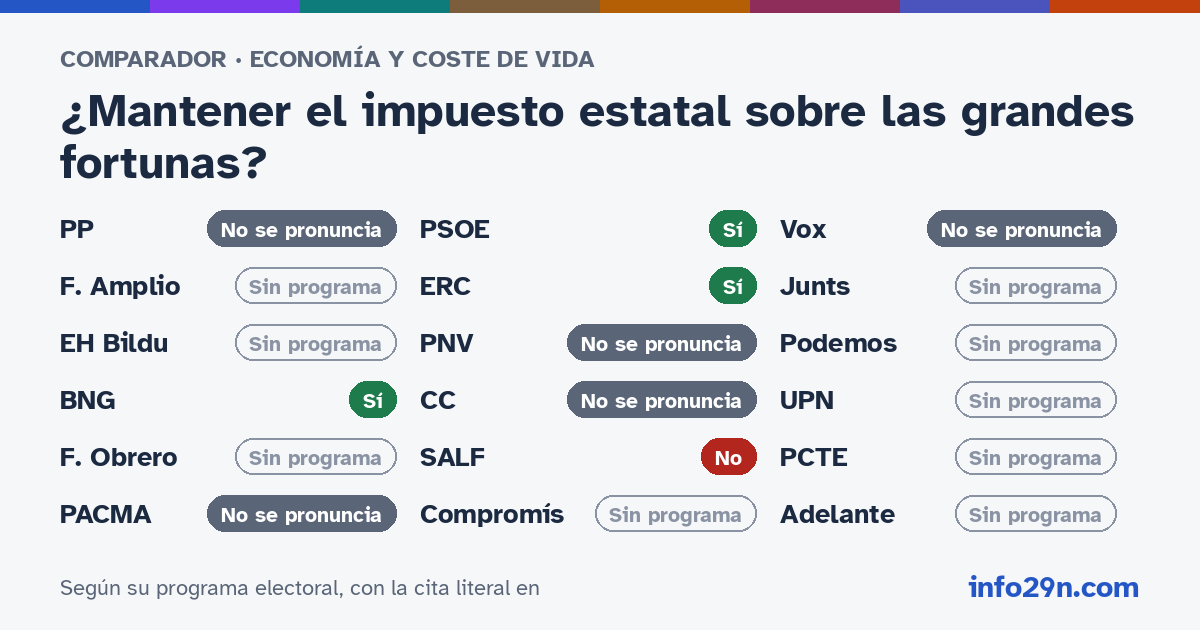 COMPARADOR · ECONOMÍA Y COSTE DE VIDA
¿Mantener el impuesto estatal sobre las grandes
fortunas?
PP No se pronuncia PSOE Sí Vox No se pronuncia
F. Amplio Sin programa ERC Sí Junts Sin programa
EH Bildu Sin programa PNV No se pronuncia Podemos Sin programa
BNG Sí CC No se pronuncia UPN Sin programa
F. Obrero Sin programa SALF No PCTE Sin programa
PACMA No se pronuncia Compromís Sin programa Adelante Sin programa
Según su programa electoral, con la cita literal en info29n.com